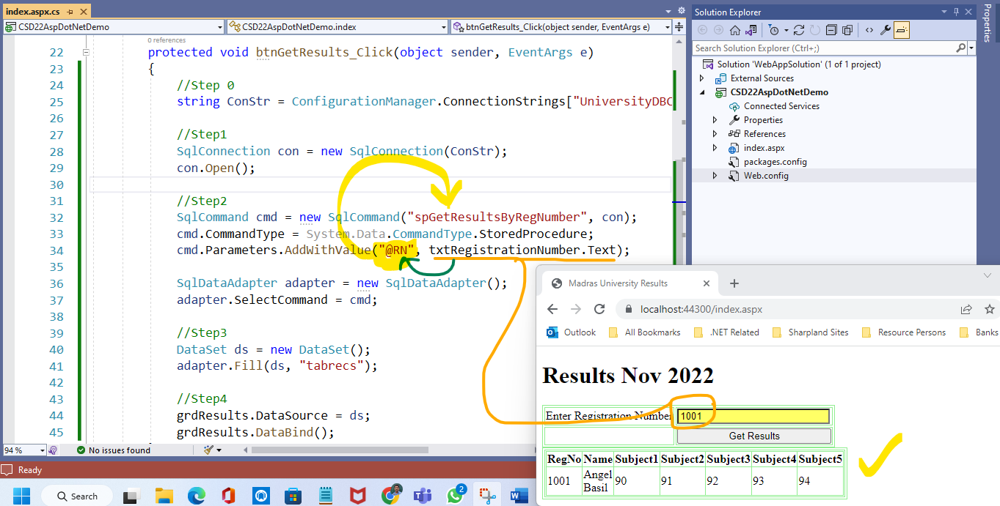 index.aspx.cs
CSD22AspDotNetDemo
CSD22AspDotNetDemo.index
btnGetResults_Click(object sender, EventArgs e)
0 references
22 protected void btnGetResults_Click(object sender, EventArgs e)
23 {
24 //Step 0
25 string ConStr = ConfigurationManager.ConnectionStrings["UniversityDBC
26
27 //Step1
28 SqlConnection con = new SqlConnection(ConStr);
29 con.Open();
30
31 //Step2
32 SqlCommand cmd = new SqlCommand("spGetResultsByRegNumber", con);
33 cmd.CommandType = System.Data.CommandType.StoredProcedure;
34 cmd.Parameters.AddWithValue("@RN", txtRegistrationNumber.Text);
35
36 SqlDataAdapter adapter = new SqlDataAdapter();
37 adapter.SelectCommand = cmd;
38
39 //Step3
40 DataSet ds = new DataSet();
41 adapter.Fill(ds, "tabrecs");
42
43 //Step4
44 grdResults.DataSource = ds;
45 grdResults.DataBind();
94 %
No issues found
Ready
Solution Explorer
Search Solution Explorer (Ctrl+;)
Solution 'WebAppSolution' (1 of 1 project)
External Sources
CSD22AspDotNetDemo
Connected Services
Properties
References
index.aspx
packages.config
Web.config
Properties
Madras University Results
localhost:44300/index.aspx
Outlook All Bookmarks .NET Related Sharpland Sites Resource Persons Banks
Results Nov 2022
Enter Registration Number 1001
Get Results
RegNo Name Subject1 Subject2 Subject3 Subject4 Subject5
1001 Angel Basil 90 91 92 93 94
Search
2